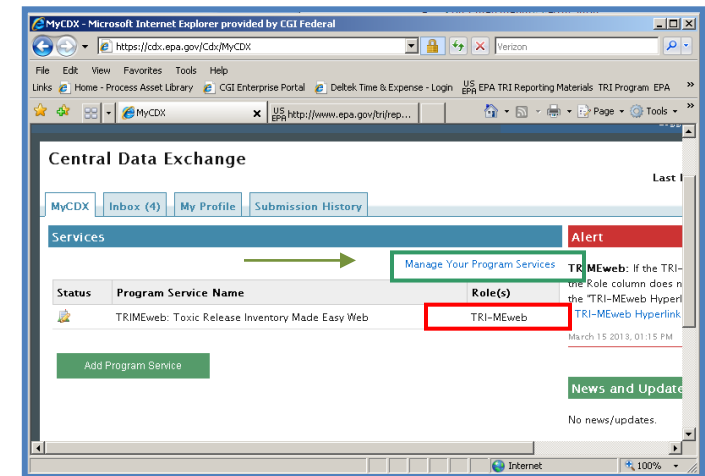 MyCDX - Microsoft Internet Explorer provided by CGI Federal
https://cdx.epa.gov/Cdx/MyCDX
Verizon
File Edit View Favorites Tools Help
Links Home - Process Asset Library CGI Enterprise Portal Deltek Time & Expense - Login US EPA EPA TRI Reporting Materials TRI Program EPA »
MyCDX x US EPA http://www.epa.gov/tri/rep... Page Tools »
Central Data Exchange
Last
MyCDX Inbox (4) My Profile Submission History
Services
Alert
Manage Your Program Services
TRIMEweb: If the TRI-
the Role column does n
the "TRI-MEweb Hyperl
TRI-MEweb Hyperlink
March 15 2013, 01:15 PM
Status Program Service Name Role(s)
TRIMEweb: Toxic Release Inventory Made Easy Web TRI-MEweb
Add Program Service
News and Update
No news/updates.
Internet 100%